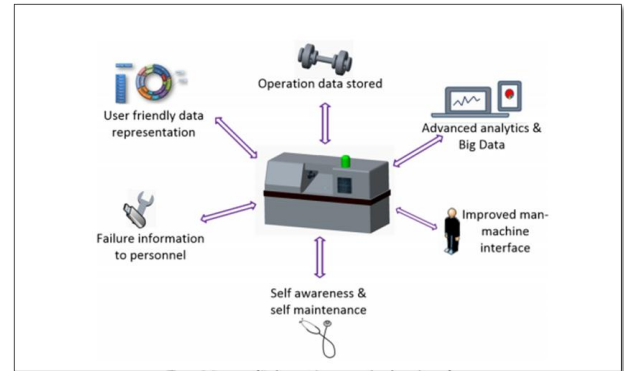 Operation data stored
User friendly data
representation
Advanced analytics &
Big Data
Failure information
to personnel
Improved man-
machine
interface
Self awareness &
self maintenance